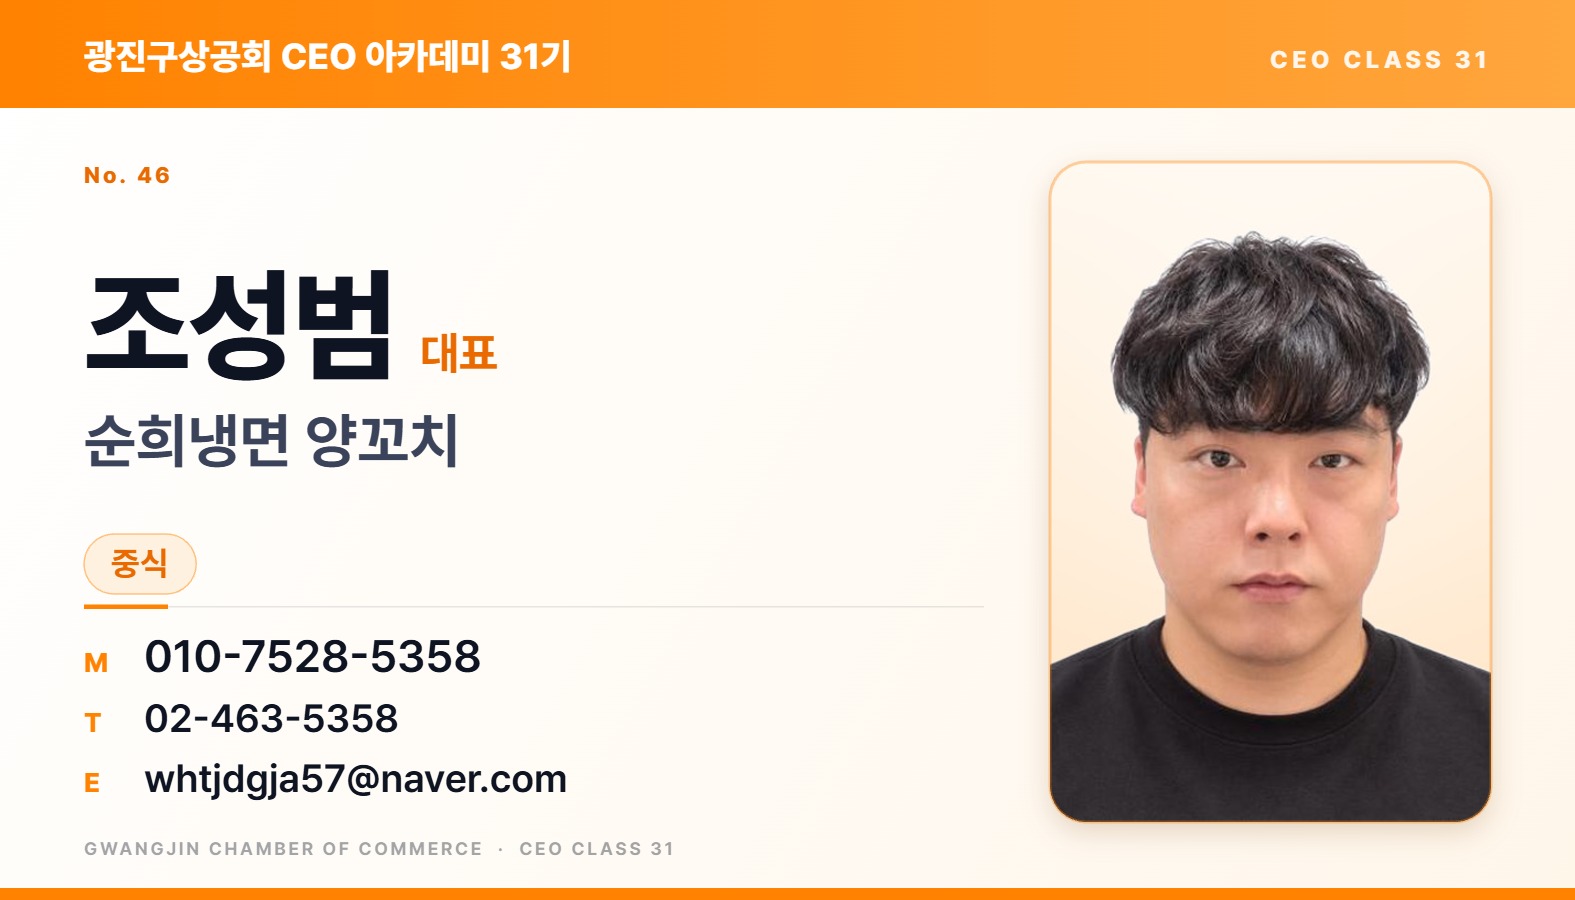 광진구상공회 CEO 아카데미 31기
CEO CLASS 31
No. 46
조성범 대표
순희냉면 양꼬치
중식
M 010-7528-5358
T 02-463-5358
E whtjdgja57@naver.com
GWANGJIN CHAMBER OF COMMERCE · CEO CLASS 31